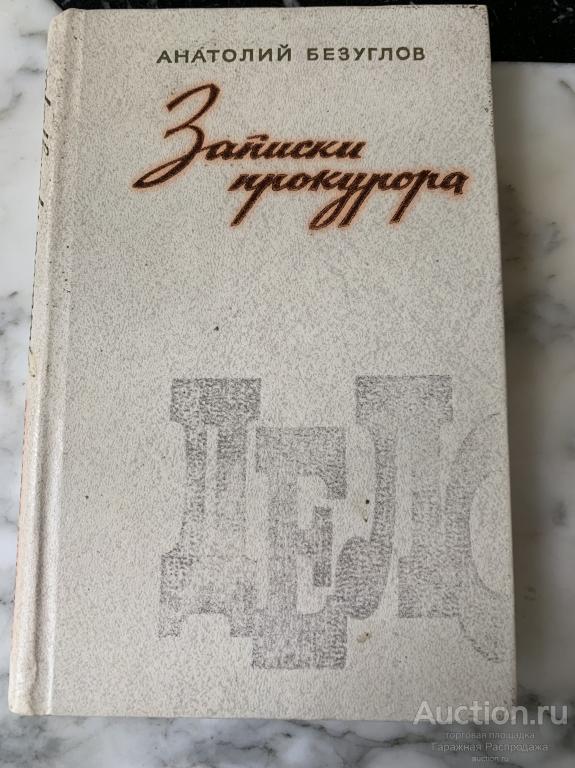 АНАТОЛИЙ БЕЗУГЛОВ
Записки
прокурора
ДЕЛО
Auction.ru
торговая площадка
Гаражная Распродажа
auction.ru